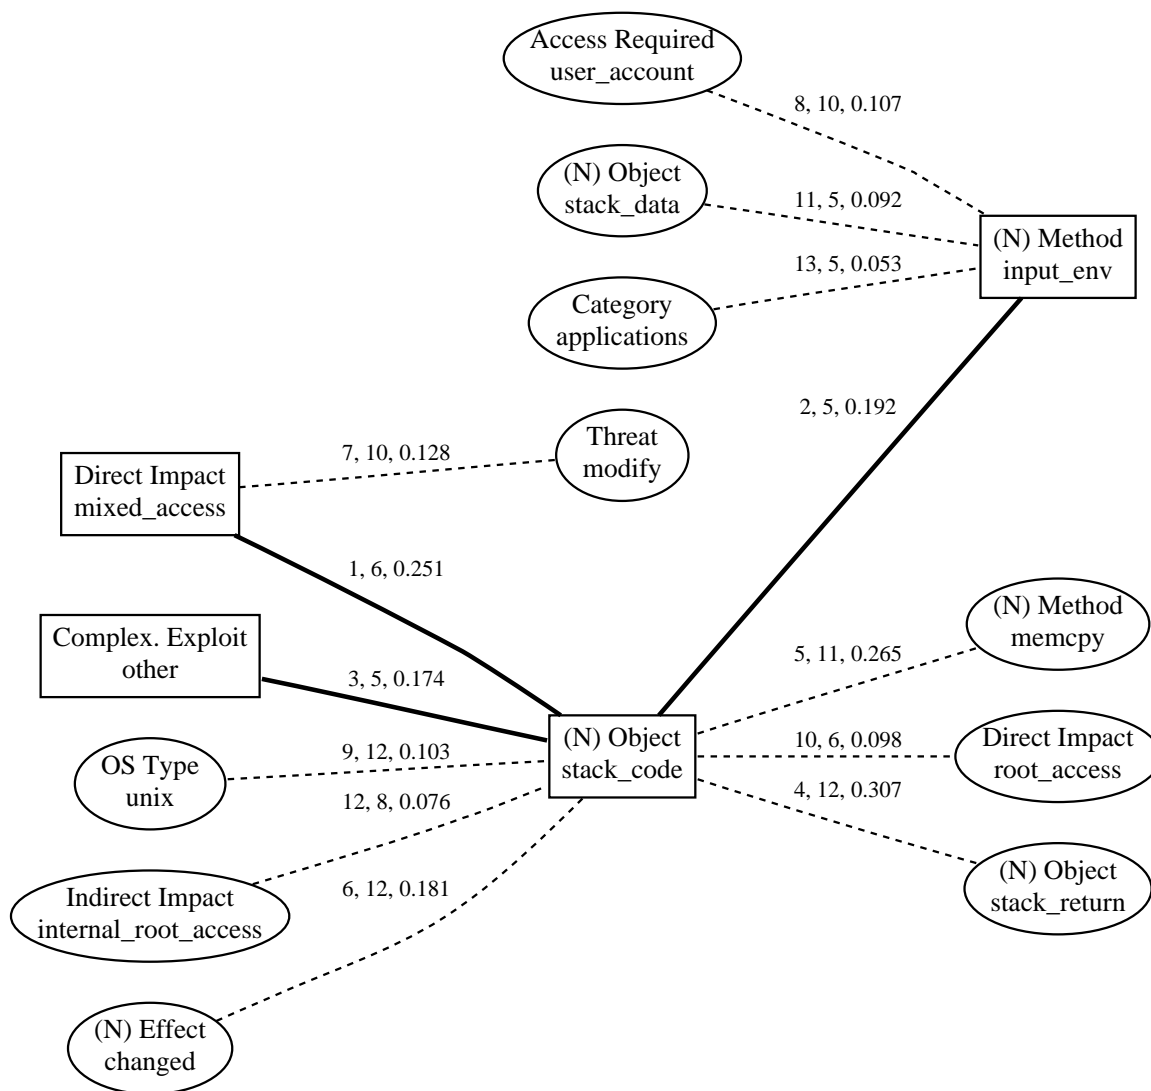 Access Required
user_account
8, 10, 0.107
(N) Object
stack_data
11, 5, 0.092
(N) Method
input_env
13, 5, 0.053
Category
applications
2, 5, 0.192
Threat
modify
7, 10, 0.128
Direct Impact
mixed_access
1, 6, 0.251
(N) Method
memcpy
Complex. Exploit
other
5, 11, 0.265
3, 5, 0.174
(N) Object
stack_code
9, 12, 0.103
10, 6, 0.098
Direct Impact
root_access
OS Type
unix
12, 8, 0.076
4, 12, 0.307
Indirect Impact
internal_root_access
6, 12, 0.181
(N) Object
stack_return
(N) Effect
changed